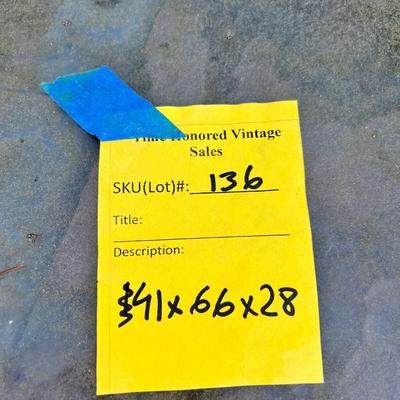 Time Honored Vintage
Sales
SKU(Lot)#: 136
Title:
Description:
41x66x28